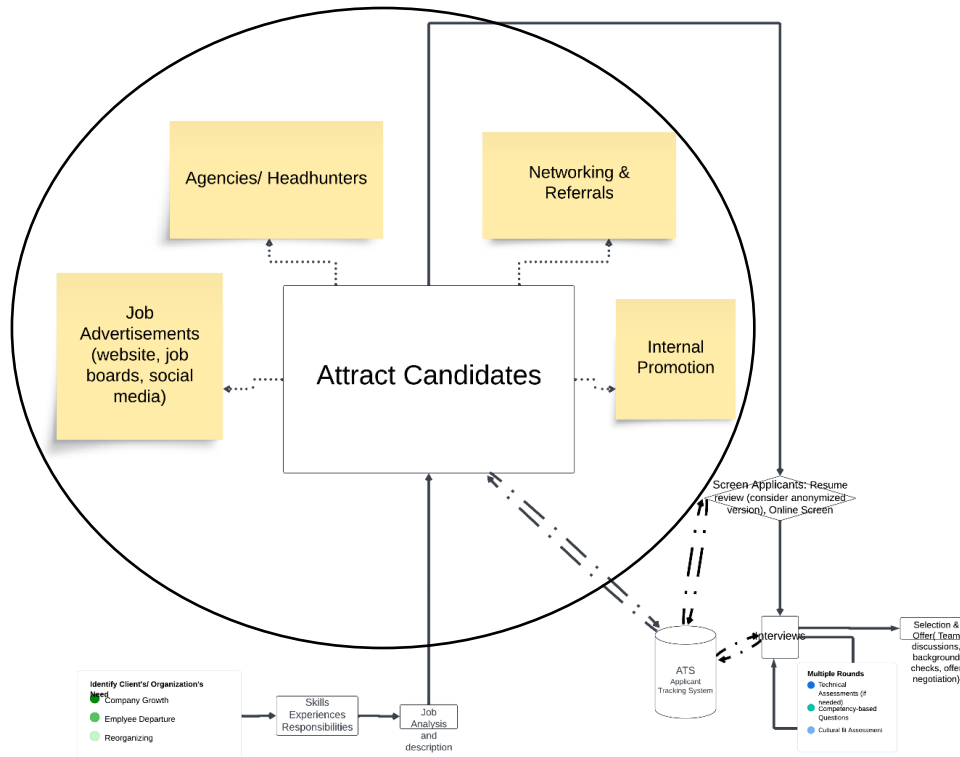 Agencies/ Headhunters
Networking &
Referrals
Job
Advertisements
(website, job
boards, social
media)
Attract Candidates
Internal
Promotion
Screen Applicants: Resume
review (consider anonymized
version), Online Screen
Interviews
Selection &
Offer( Team
discussions,
background
checks, offer
negotiation)
ATS
Applicant
Tracking System
Multiple Rounds
Technical
Assessments (if
needed)
Competency-based
Questions
Cultural fit Assessment
Identify Client's/ Organization's
Need
Company Growth
Emplyee Departure
Reorganizing
Skills
Experiences
Responsibilities
Job
Analysis
and
description